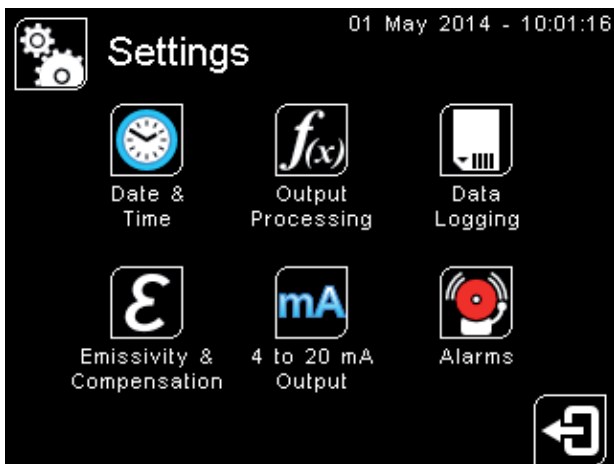 01 May 2014 - 10:01:16
Settings
f(x)
Date &
Time
Output
Processing
Data
Logging
ε
mA
Emissivity &
Compensation
4 to 20 mA
Output
Alarms